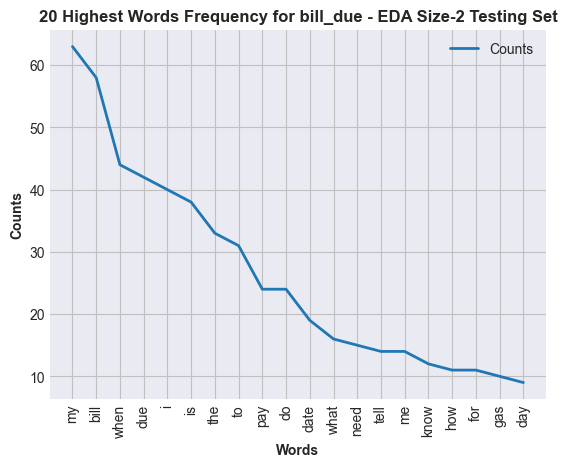 20 Highest Words Frequency for bill_due - EDA Size-2 Testing Set
Counts
60
50
40
30
20
10
Counts
my
bill
when
due
i
is
the
to
pay
do
date
what
need
tell
me
know
how
for
gas
day
Words